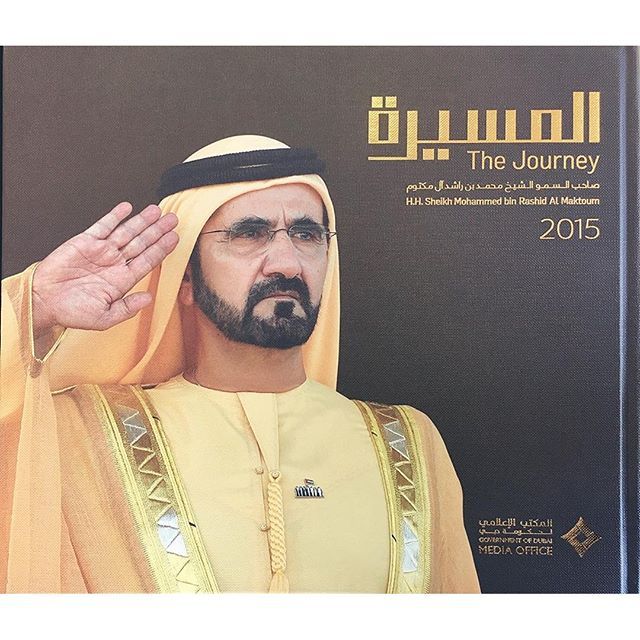 المسيرة
The Journey
صاحب السمو الشيخ محمد بن راشد آل مكتوم
H.H. Sheikh Mohammed bin Rashid Al Maktoum
2015
المكتب الإعلامي
لحكومة دبي
GOVERNMENT OF DUBAI
MEDIA OFFICE